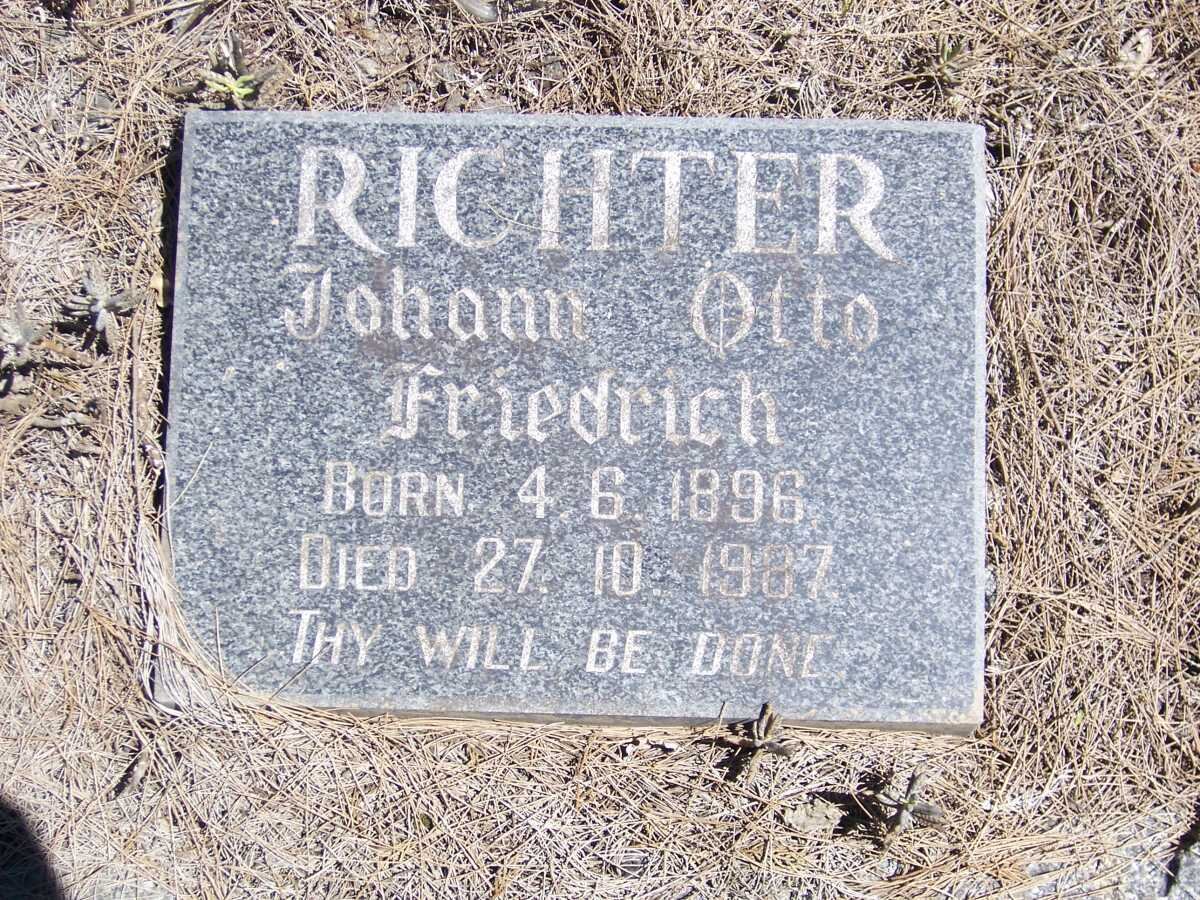 RICHTER
Johann Otto
Friedrich
BORN 4. 6. 1896.
DIED 27. 10. 1987.
THY WILL BE DONE.